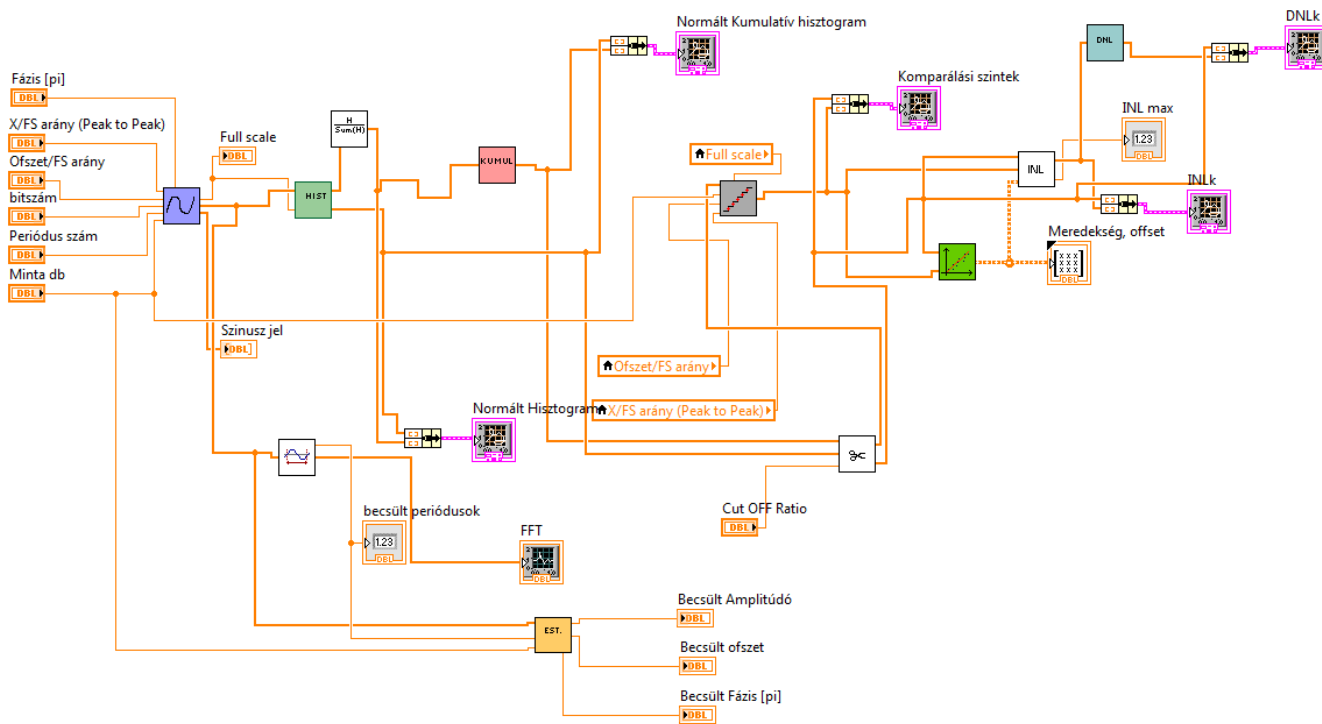 Fázis [pi]
DBL
X/FS arány (Peak to Peak)
DBL
Ofszet/FS arány
DBL
bitszám
DBL
Periódus szám
DBL
Minta db
DBL
Full scale
DBL
Szinusz jel
[DBL]
HIST
H
Sum(H)
KUMUL
Normált Kumulatív hisztogram
Normált Hisztogram
becsült periódusok
1.23
DBL
FFT
DBL
EST.
Becsült Amplitúdó
DBL
Becsült ofszet
DBL
Becsült Fázis [pi]
DBL
Full scale
Ofszet/FS arány
X/FS arány (Peak to Peak)
Cut OFF Ratio
DBL
Komparálási szintek
DNL
DNLk
INL max
1.23
DBL
INL
INLk
Meredekség, offset
DBL